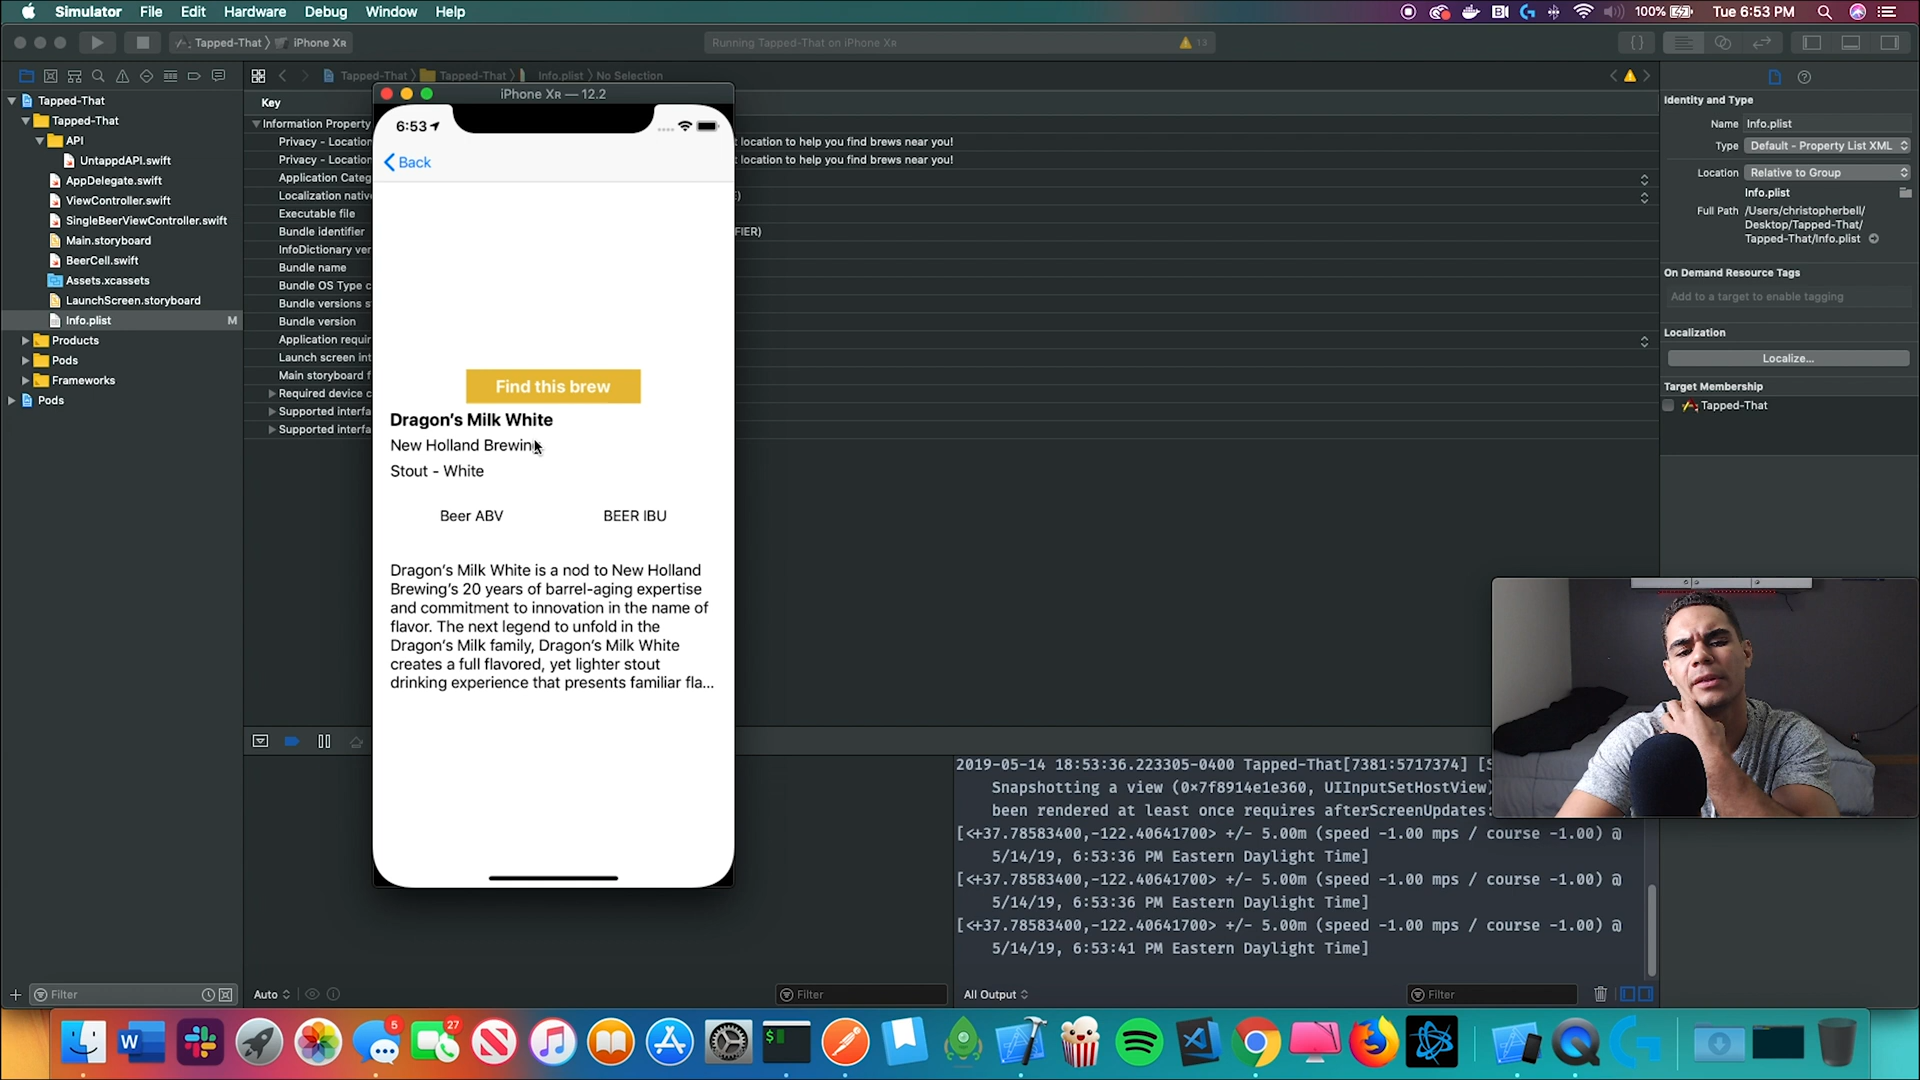 Simulator File Edit Hardware Debug Window Help
100% Tue 6:53 PM
Tapped-That iPhone XR
Running Tapped-That on iPhone XR
13
Tapped-That Tapped-That Info.plist No Selection
Tapped-That
Tapped-That
API
UntappdAPI.swift
AppDelegate.swift
ViewController.swift
SingleBeerViewController.swift
Main.storyboard
BeerCell.swift
Assets.xcassets
LaunchScreen.storyboard
Info.plist M
Products
Pods
Frameworks
Pods
Filter
Key
Information Property
Privacy - Location
t location to help you find brews near you!
Privacy - Location
t location to help you find brews near you!
Application Categ
Localization native
E)
Executable file
Bundle identifier
FIER)
InfoDictionary ver
Bundle name
Bundle OS Type c
Bundle versions s
Bundle version
Application requir
Launch screen int
Main storyboard f
Required device c
Supported interfa
Supported interfa
iPhone XR — 12.2
6:53
Back
Find this brew
Dragon's Milk White
New Holland Brewing
Stout - White
Beer ABV BEER IBU
Dragon's Milk White is a nod to New Holland
Brewing's 20 years of barrel-aging expertise
and commitment to innovation in the name of
flavor. The next legend to unfold in the
Dragon's Milk family, Dragon's Milk White
creates a full flavored, yet lighter stout
drinking experience that presents familiar fla...
Identity and Type
Name Info.plist
Type Default - Property List XML
Location Relative to Group
Info.plist
Full Path /Users/christopherbell/
Desktop/Tapped-That/
Tapped-That/Info.plist
On Demand Resource Tags
Add to a target to enable tagging
Localization
Localize...
Target Membership
Tapped-That
2019-05-14 18:53:36.223305-0400 Tapped-That[7381:5717374] [S
Snapshotting a view (0x7f8914e1e360, UIInputSetHostView)
been rendered at least once requires afterScreenUpdates:
[<+37.78583400,-122.40641700> +/- 5.00m (speed -1.00 mps / course -1.00) @
5/14/19, 6:53:36 PM Eastern Daylight Time]
[<+37.78583400,-122.40641700> +/- 5.00m (speed -1.00 mps / course -1.00) @
5/14/19, 6:53:36 PM Eastern Daylight Time]
[<+37.78583400,-122.40641700> +/- 5.00m (speed -1.00 mps / course -1.00) @
5/14/19, 6:53:41 PM Eastern Daylight Time]
Auto
Filter
All Output
Filter
W
5
27
$